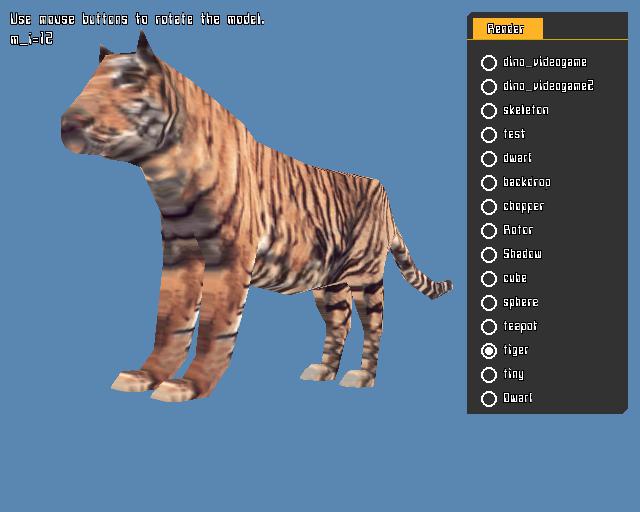 Use mouse buttons to rotate the model.
m_i=12
Render
dino_videogame
dino_videogame2
skeleton
test
dwarf
backdrop
chopper
Rotor
Shadow
cube
sphere
teapot
tiger
tiny
Dwarf